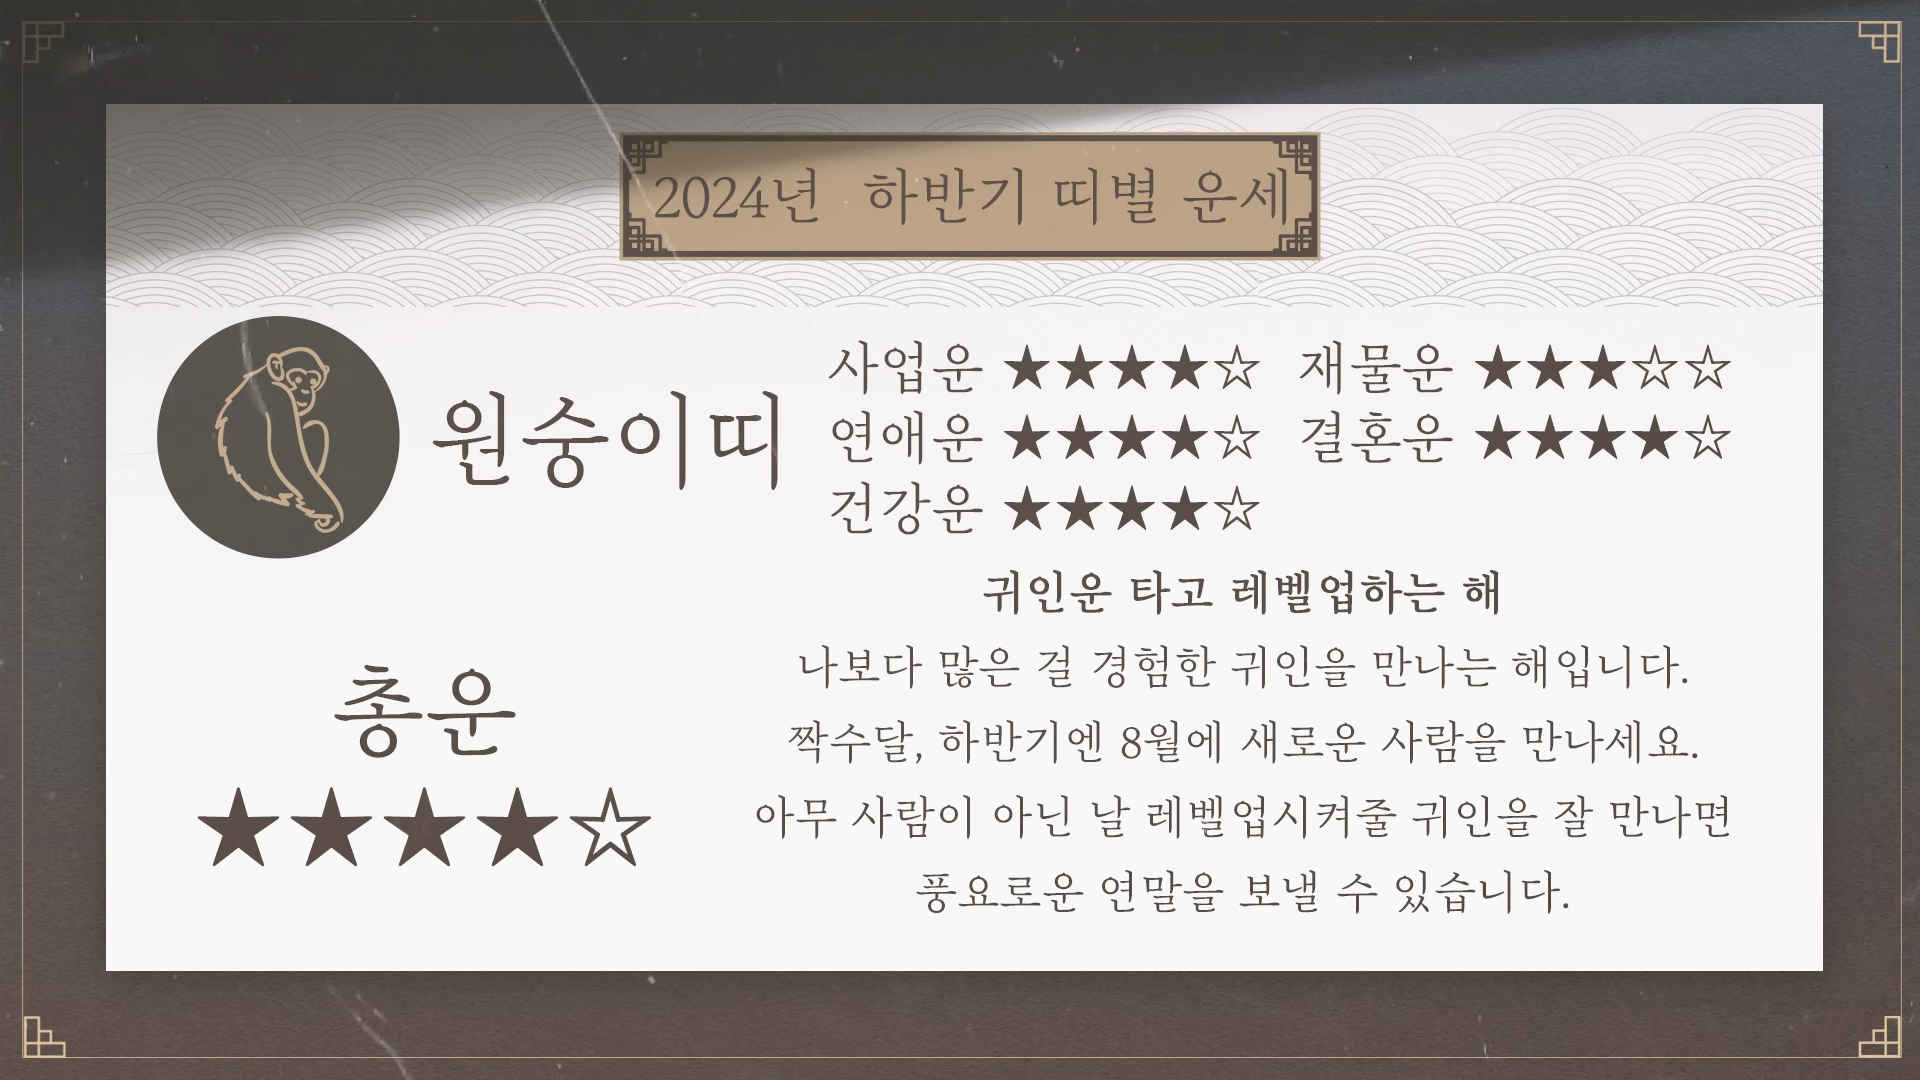 2024년 하반기 띠별 운세
원숭이띠
사업운 ★★★★☆ 재물운 ★★★☆☆
연애운 ★★★★☆ 결혼운 ★★★★☆
건강운 ★★★★☆
총운
★★★★☆
귀인운 타고 레벨업하는 해
나보다 많은 걸 경험한 귀인을 만나는 해입니다.
짝수달, 하반기엔 8월에 새로운 사람을 만나세요.
아무 사람이 아닌 날 레벨업시켜줄 귀인을 잘 만나면
풍요로운 연말을 보낼 수 있습니다.